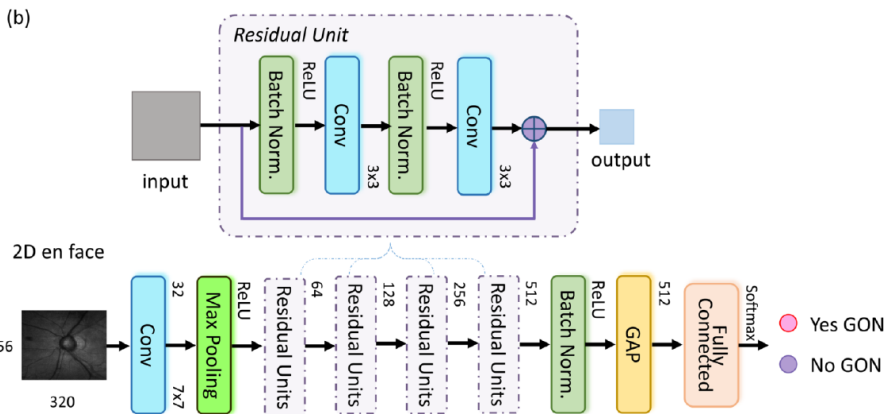 (b)
Residual Unit
input
Batch Norm.
ReLU
Conv
3x3
Batch Norm.
ReLU
Conv
3x3
output
2D en face
56
320
Conv
32
7x7
Max Pooling
ReLU
Residual Units
64
Residual Units
128
Residual Units
256
Residual Units
512
Batch Norm.
ReLU
GAP
512
Fully
Connected
Softmax
Yes GON
No GON